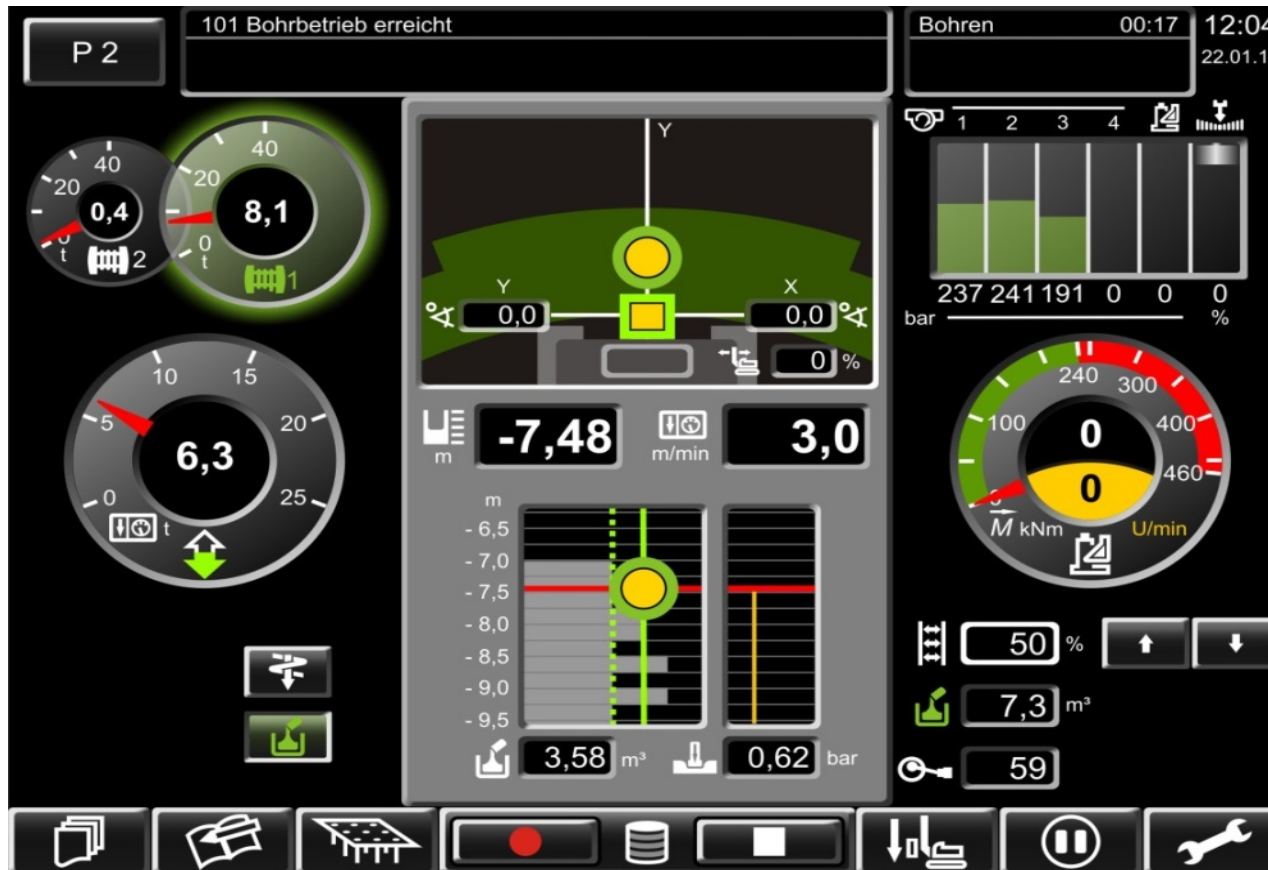 P 2
101 Bohrbetrieb erreicht
Bohren 00:17
12:04
22.01.1
40
20
0,4
0
t
2
40
20
8,1
0
t
1
10 15
5 20
6,3
0 25
t
Y
Y X
0,0 0,0
0 %
-7,48 3,0
m m/min
m
- 6,5
- 7,0
- 7,5
- 8,0
- 8,5
- 9,0
- 9,5
3,58 m³ 0,62 bar
1 2 3 4
237 241 191 0 0 0
bar %
240 300
100 400
0
460
0
0
M kNm U/min
50 %
7,3 m³
59